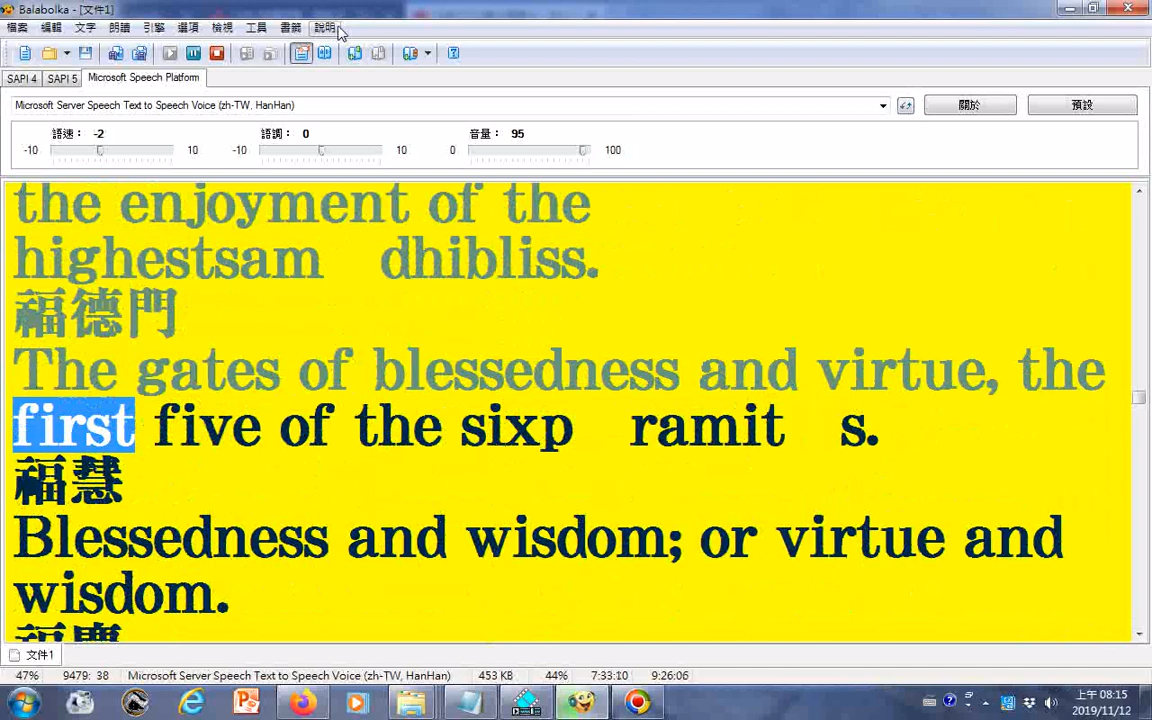 Balabolka - [文件1]
檔案 編輯 文字 朗讀 引擎 選項 檢視 工具 書籤 說明
SAPI 4 SAPI 5 Microsoft Speech Platform
Microsoft Server Speech Text to Speech Voice (zh-TW, HanHan) 關於 預設
語速： -2 語調： 0 音量： 95
-10 10 -10 10 0 100
the enjoyment of the
highestsam dhibliss.
福德門
The gates of blessedness and virtue, the
first five of the sixp ramit s.
福慧
Blessedness and wisdom; or virtue and
wisdom.
文件1
47% 9479: 38 Microsoft Server Speech Text to Speech Voice (zh-TW, HanHan) 453 KB 44% 7:33:10 9:26:06
上午 08:15
2019/11/12